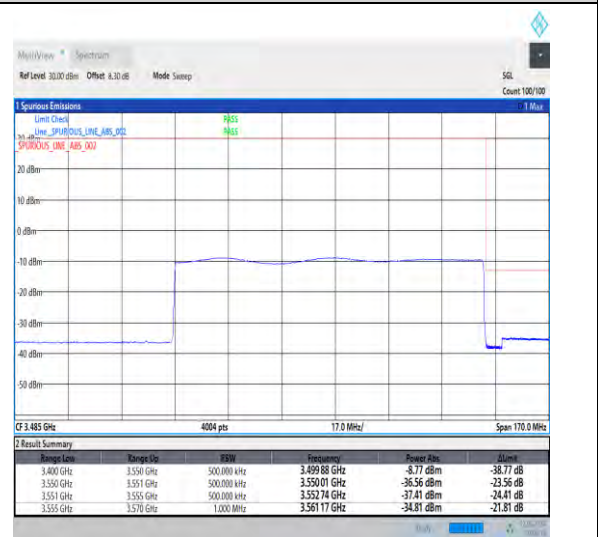 MultiView Spectrum
Ref Level 30.00 dBm Offset 8.30 dB Mode Sweep SGL
Count 100/100
1 Spurious Emissions 1 Max
Limit Check PASS
Line _SPURIOUS_LINE_ABS_002 PASS
_SPURIOUS_LINE_ABS_002
20 dBm
10 dBm
0 dBm
-10 dBm
-20 dBm
-30 dBm
-40 dBm
-50 dBm
CF 3.485 GHz 4004 pts 17.0 MHz/ Span 170.0 MHz
2 Result Summary
Range Low Range Up RBW Frequency Power Abs ΔLimit
3.400 GHz 3.550 GHz 500.000 kHz 3.499 88 GHz -8.77 dBm -38.77 dB
3.550 GHz 3.551 GHz 500.000 kHz 3.550 01 GHz -36.56 dBm -23.56 dB
3.551 GHz 3.555 GHz 500.000 kHz 3.552 74 GHz -37.41 dBm -24.41 dB
3.555 GHz 3.570 GHz 1.000 MHz 3.561 17 GHz -34.81 dBm -21.81 dB